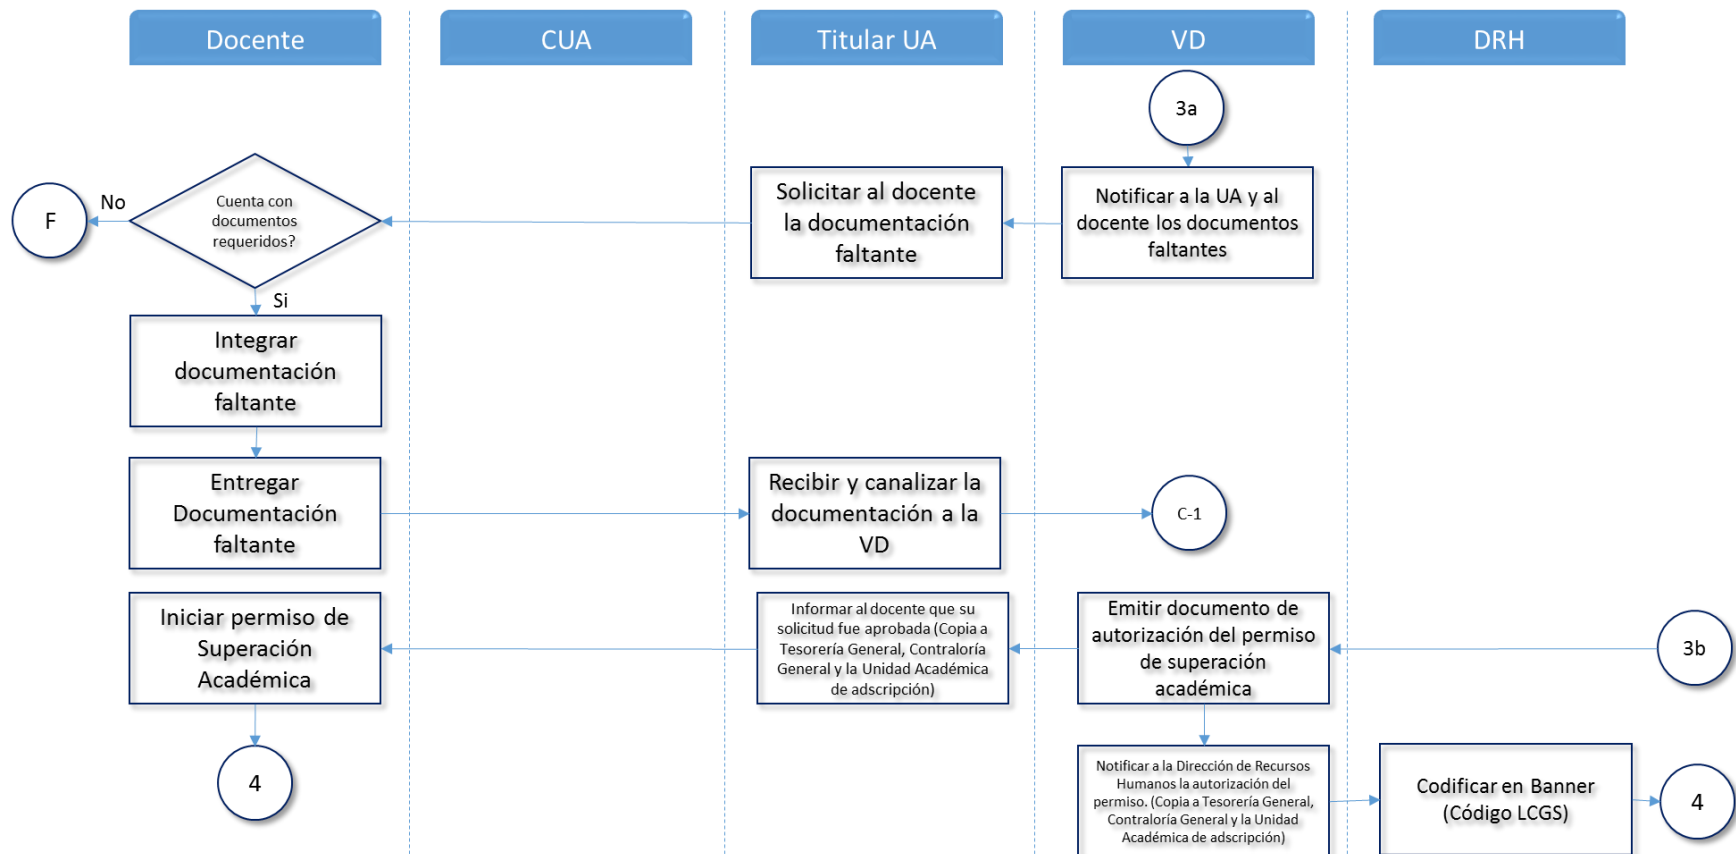 Docente
CUA
Titular UA
VD
DRH
3a
Notificar a la UA y al
docente los documentos
faltantes
Solicitar al docente
la documentación
faltante
Cuenta con
documentos
requeridos?
No
F
Si
Integrar
documentación
faltante
Entregar
Documentación
faltante
Recibir y canalizar la
documentación a la
VD
C-1
3b
Emitir documento de
autorización del permiso
de superación
académica
Informar al docente que su
solicitud fue aprobada (Copia a
Tesorería General, Contraloría
General y la Unidad Académica
de adscripción)
Iniciar permiso de
Superación
Académica
4
Notificar a la Dirección de Recursos
Humanos la autorización del
permiso. (Copia a Tesorería General,
Contraloría General y la Unidad
Académica de adscripción)
Codificar en Banner
(Código LCGS)
4